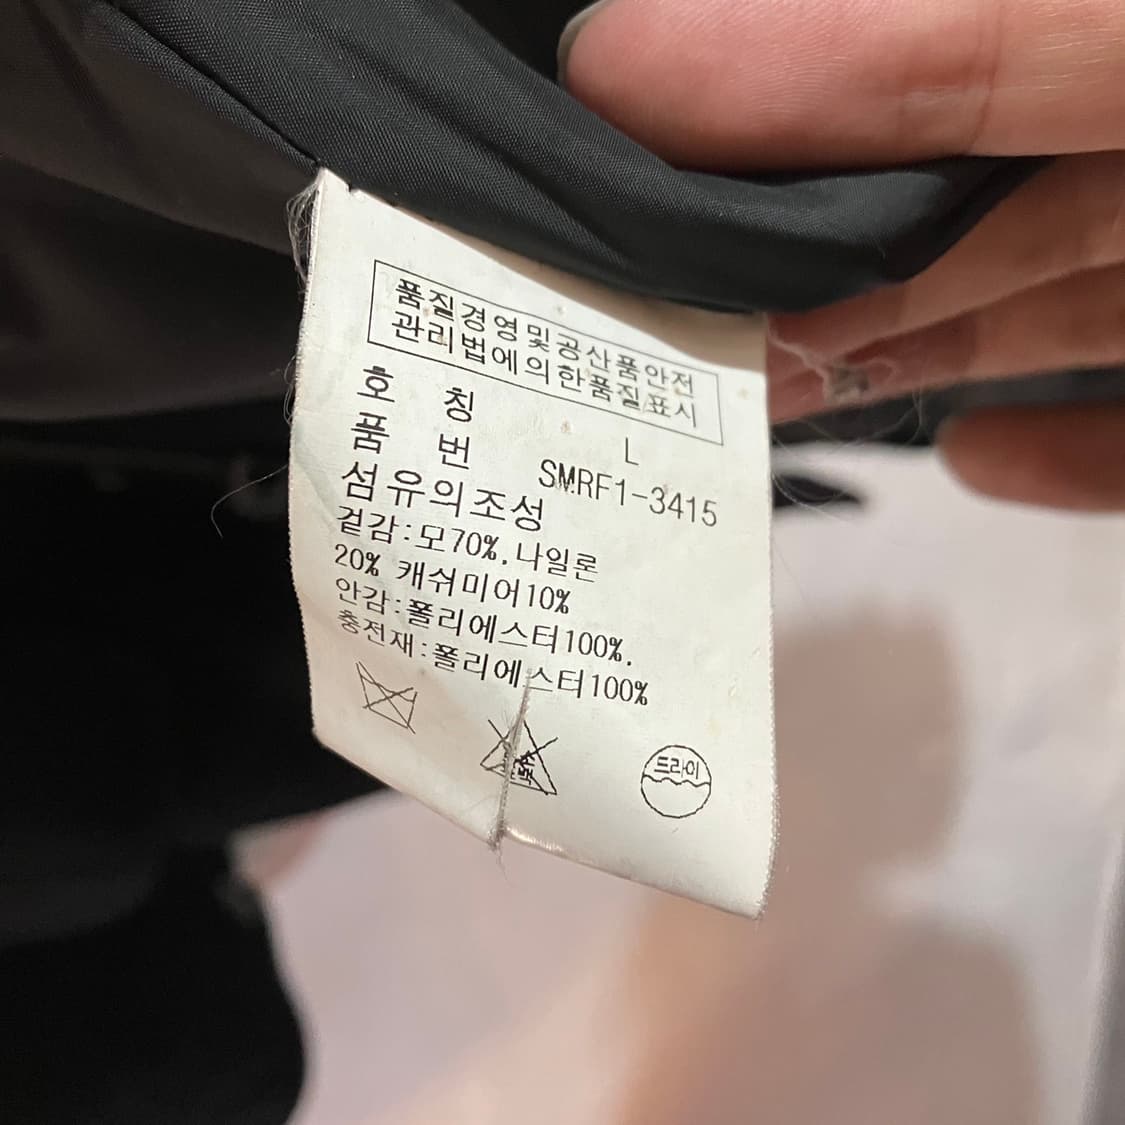 품질경영및공산품안전
관리법에의한품질표시
호 칭 L
품 번 SMRF1-3415
섬유의조성
겉감:모70%.나일론
20% 캐쉬미어10%
안감:폴리에스터100%.
충전재:폴리에스터100%
드라이